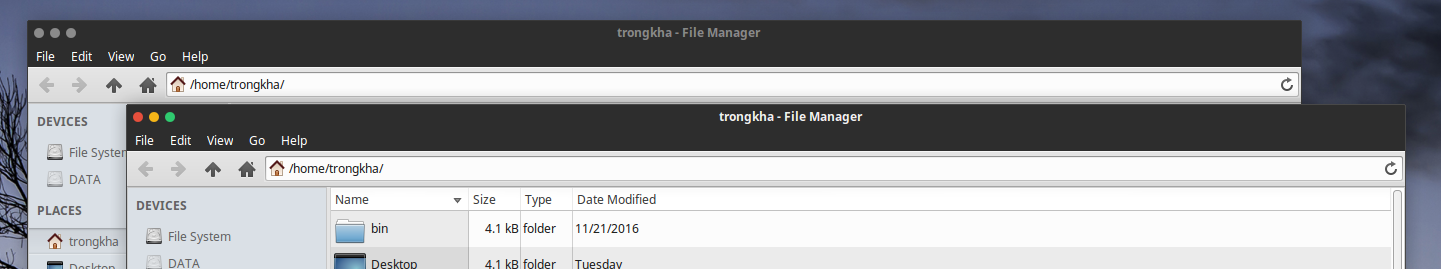 trongkha - File Manager
File Edit View Go Help
/home/trongkha/
DEVICES
File System
DATA
PLACES
trongkha
Desktop
trongkha - File Manager
File Edit View Go Help
/home/trongkha/
DEVICES
File System
DATA
Name Size Type Date Modified
bin 4.1 kB folder 11/21/2016
Desktop 4.1 kB folder Tuesday